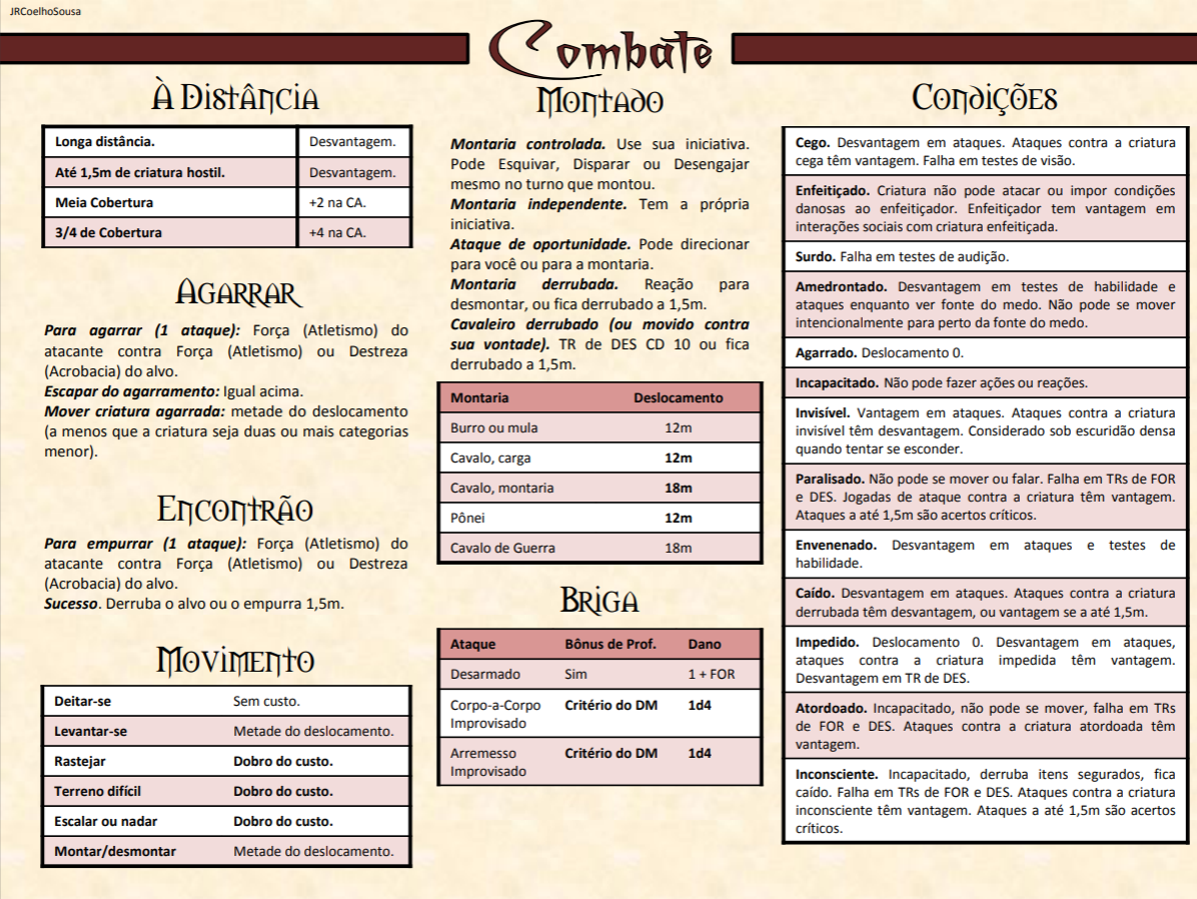 JRCoelhoSousa
Combate
À Distância
Longa distância. Desvantagem.
Até 1,5m de criatura hostil. Desvantagem.
Meia Cobertura +2 na CA.
3/4 de Cobertura +4 na CA.
Agarrar
Para agarrar (1 ataque): Força (Atletismo) do
atacante contra Força (Atletismo) ou Destreza
(Acrobacia) do alvo.
Escapar do agarramento: Igual acima.
Mover criatura agarrada: metade do deslocamento
(a menos que a criatura seja duas ou mais categorias
menor).
Encontrão
Para empurrar (1 ataque): Força (Atletismo) do
atacante contra Força (Atletismo) ou Destreza
(Acrobacia) do alvo.
Sucesso. Derruba o alvo ou o empurra 1,5m.
Movimento
Deitar-se Sem custo.
Levantar-se Metade do deslocamento.
Rastejar Dobro do custo.
Terreno difícil Dobro do custo.
Escalar ou nadar Dobro do custo.
Montar/desmontar Metade do deslocamento.
Montado
Montaria controlada. Use sua iniciativa.
Pode Esquivar, Disparar ou Desengajar
mesmo no turno que montou.
Montaria independente. Tem a própria
iniciativa.
Ataque de oportunidade. Pode direcionar
para você ou para a montaria.
Montaria derrubada. Reação para
desmontar, ou fica derrubado a 1,5m.
Cavaleiro derrubado (ou movido contra
sua vontade). TR de DES CD 10 ou fica
derrubado a 1,5m.
Montaria Deslocamento
Burro ou mula 12m
Cavalo, carga 12m
Cavalo, montaria 18m
Pônei 12m
Cavalo de Guerra 18m
Briga
Ataque Bônus de Prof. Dano
Desarmado Sim 1 + FOR
Corpo-a-Corpo Critério do DM 1d4
Improvisado
Arremesso Critério do DM 1d4
Improvisado
Condições
Cego. Desvantagem em ataques. Ataques contra a criatura
cega têm vantagem. Falha em testes de visão.
Enfeitiçado. Criatura não pode atacar ou impor condições
danosas ao enfeitiçador. Enfeitiçador tem vantagem em
interações sociais com criatura enfeitiçada.
Surdo. Falha em testes de audição.
Amedrontado. Desvantagem em testes de habilidade e
ataques enquanto ver fonte do medo. Não pode se mover
intencionalmente para perto da fonte do medo.
Agarrado. Deslocamento 0.
Incapacitado. Não pode fazer ações ou reações.
Invisível. Vantagem em ataques. Ataques contra a criatura
invisível têm desvantagem. Considerado sob escuridão densa
quando tentar se esconder.
Paralisado. Não pode se mover ou falar. Falha em TRs de FOR
e DES. Jogadas de ataque contra a criatura têm vantagem.
Ataques a até 1,5m são acertos críticos.
Envenenado. Desvantagem em ataques e testes de
habilidade.
Caído. Desvantagem em ataques. Ataques contra a criatura
derrubada têm desvantagem, ou vantagem se a até 1,5m.
Impedido. Deslocamento 0. Desvantagem em ataques,
ataques contra a criatura impedida têm vantagem.
Desvantagem em TR de DES.
Atordoado. Incapacitado, não pode se mover, falha em TRs
de FOR e DES. Ataques contra a criatura atordoada têm
vantagem.
Inconsciente. Incapacitado, derruba itens segurados, fica
caído. Falha em TRs de FOR e DES. Ataques contra a criatura
inconsciente têm vantagem. Ataques a até 1,5m são acertos
críticos.